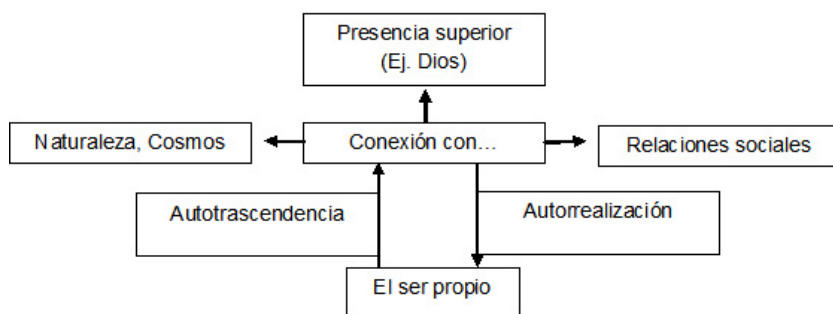 Presencia superior
(Ej. Dios)
Naturaleza, Cosmos
Conexión con…
Relaciones sociales
Autotrascendencia
Autorrealización
El ser propio